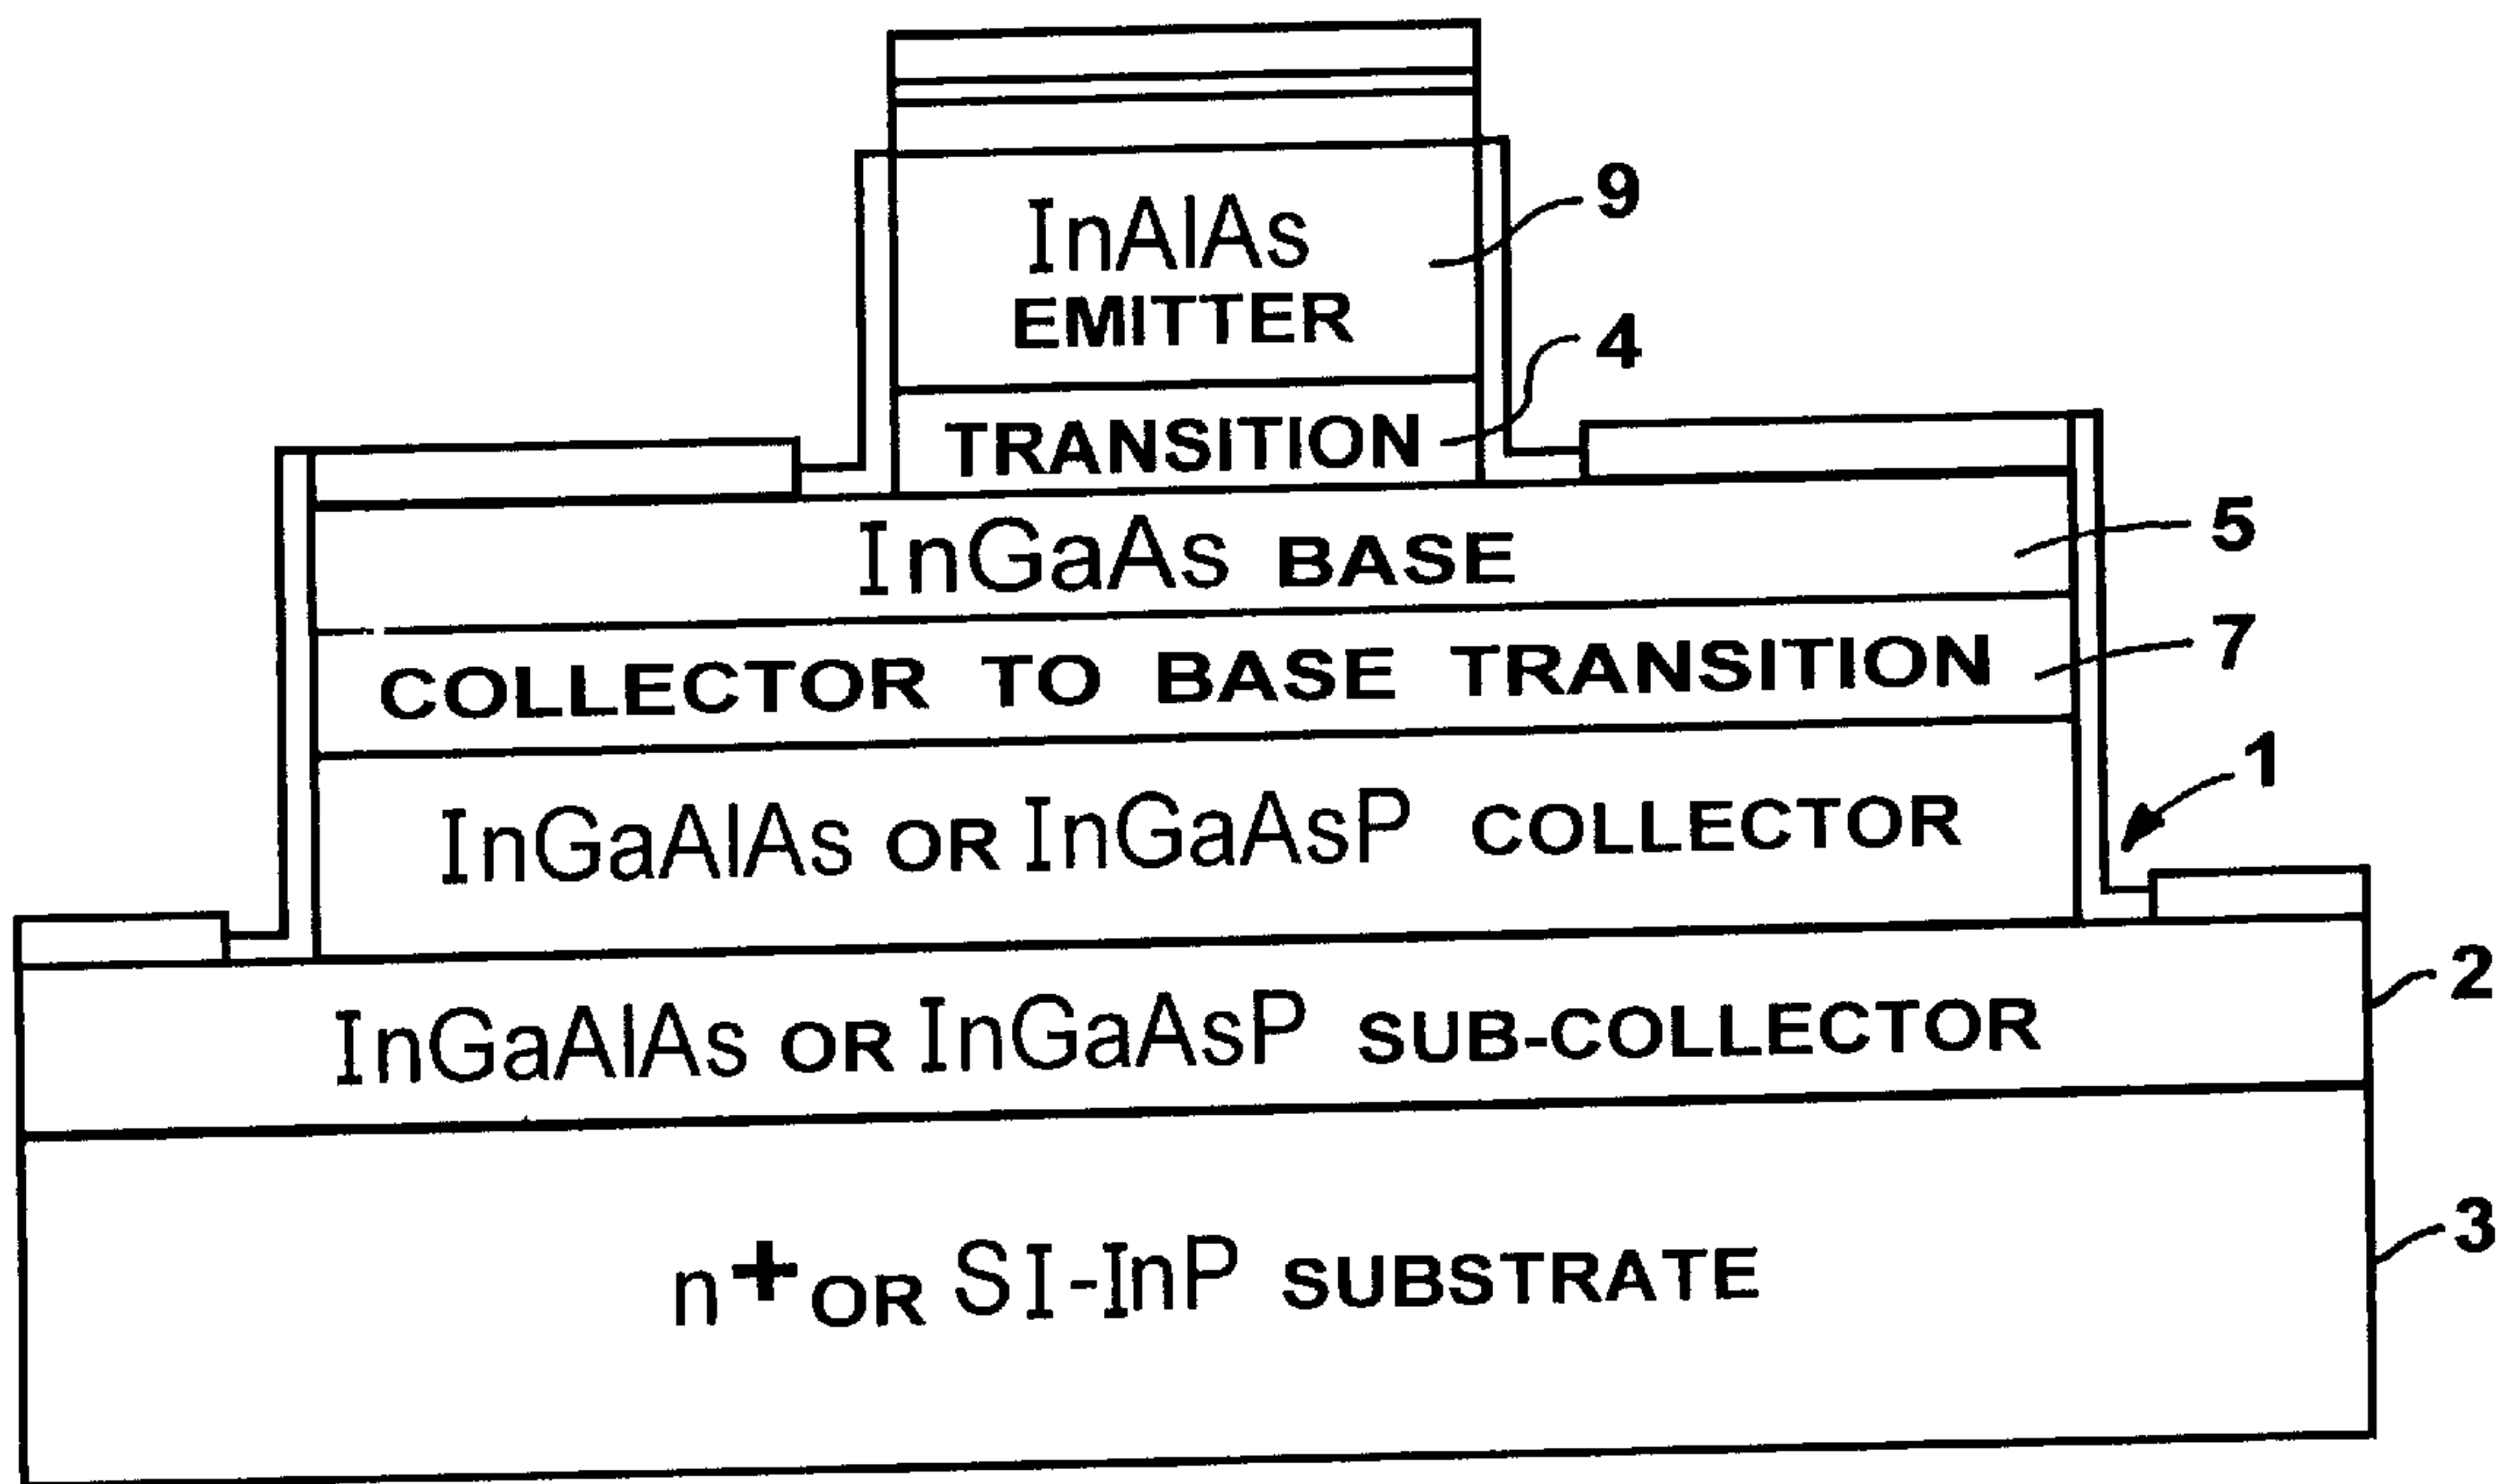 InAlAs
EMITTER
9
4
TRANSITION
InGaAs BASE
5
COLLECTOR TO BASE TRANSITION
7
1
InGaAlAs OR InGaAsP COLLECTOR
2
InGaAlAs OR InGaAsP SUB-COLLECTOR
3
n+ OR SI-InP SUBSTRATE